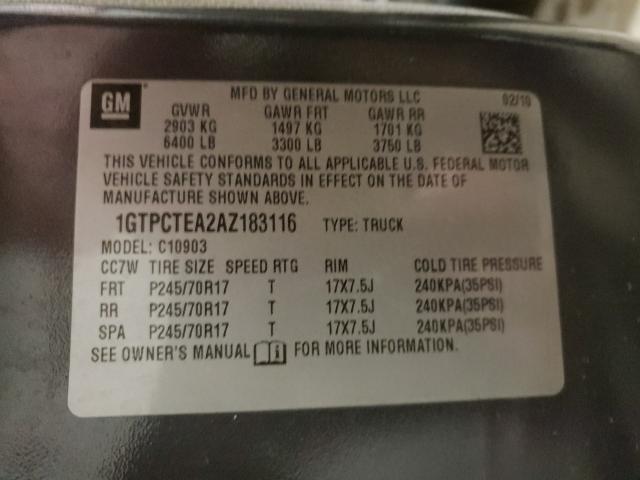 GM
MFD BY GENERAL MOTORS LLC 02/10
GVWR GAWR FRT GAWR RR
2903 KG 1497 KG 1701 KG
6400 LB 3300 LB 3750 LB
THIS VEHICLE CONFORMS TO ALL APPLICABLE U.S. FEDERAL MOTOR
VEHICLE SAFETY STANDARDS IN EFFECT ON THE DATE OF
MANUFACTURE SHOWN ABOVE.
1GTPCTEA2AZ183116 TYPE: TRUCK
MODEL: C10903
CC7W TIRE SIZE SPEED RTG RIM COLD TIRE PRESSURE
FRT P245/70R17 T 17X7.5J 240KPA(35PSI)
RR P245/70R17 T 17X7.5J 240KPA(35PSI)
SPA P245/70R17 T 17X7.5J 240KPA(35PSI)
SEE OWNER'S MANUAL i FOR MORE INFORMATION.